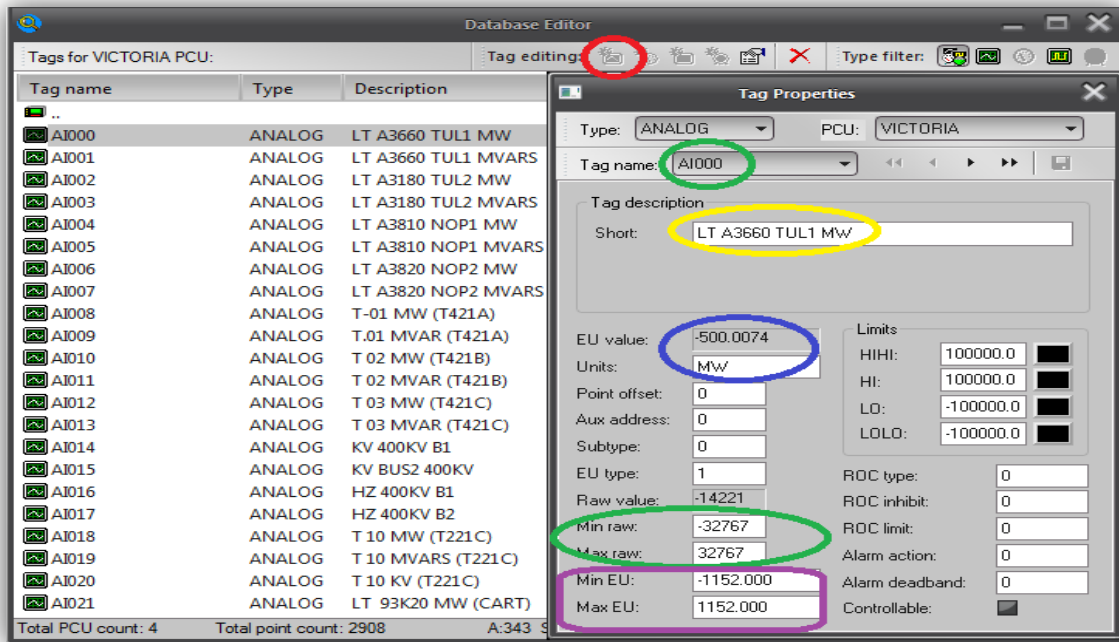 Database Editor
Tags for VICTORIA PCU:
Tag editing:
Type filter:
Tag name Type Description
..
AI000 ANALOG LT A3660 TUL1 MW
AI001 ANALOG LT A3660 TUL1 MVARS
AI002 ANALOG LT A3180 TUL2 MW
AI003 ANALOG LT A3180 TUL2 MVARS
AI004 ANALOG LT A3810 NOP1 MW
AI005 ANALOG LT A3810 NOP1 MVARS
AI006 ANALOG LT A3820 NOP2 MW
AI007 ANALOG LT A3820 NOP2 MVARS
AI008 ANALOG T-01 MW (T421A)
AI009 ANALOG T.01 MVAR (T421A)
AI010 ANALOG T 02 MW (T421B)
AI011 ANALOG T 02 MVAR (T421B)
AI012 ANALOG T 03 MW (T421C)
AI013 ANALOG T 03 MVAR (T421C)
AI014 ANALOG KV 400KV B1
AI015 ANALOG KV BUS2 400KV
AI016 ANALOG HZ 400KV B1
AI017 ANALOG HZ 400KV B2
AI018 ANALOG T 10 MW (T221C)
AI019 ANALOG T 10 MVARS (T221C)
AI020 ANALOG T 10 KV (T221C)
AI021 ANALOG LT 93K20 MW (CART)
Total PCU count: 4 Total point count: 2908 A:343 S
Tag Properties
Type: ANALOG PCU: VICTORIA
Tag name: AI000
Tag description
Short: LT A3660 TUL1 MW
EU value: -500.0074
Units: MW
Point offset: 0
Aux address: 0
Subtype: 0
EU type: 1
Raw value: -14221
Min raw: -32767
Max raw: 32767
Min EU: -1152.000
Max EU: 1152.000
Limits
HIHI: 100000.0
HI: 100000.0
LO: -100000.0
LOLO: -100000.0
ROC type: 0
ROC inhibit: 0
ROC limit: 0
Alarm action: 0
Alarm deadband: 0
Controllable: